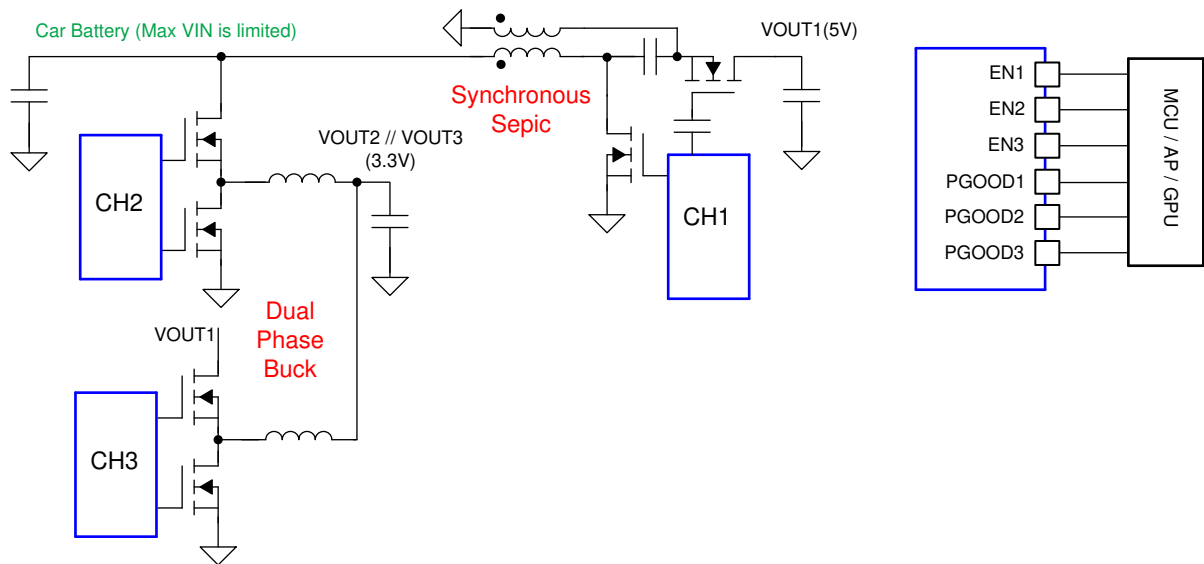 Car Battery (Max VIN is limited)
VOUT1(5V)
Synchronous
Sepic
VOUT2 // VOUT3
(3.3V)
CH2
CH1
Dual
Phase
Buck
VOUT1
CH3
EN1
EN2
EN3
PGOOD1
PGOOD2
PGOOD3
MCU / AP / GPU